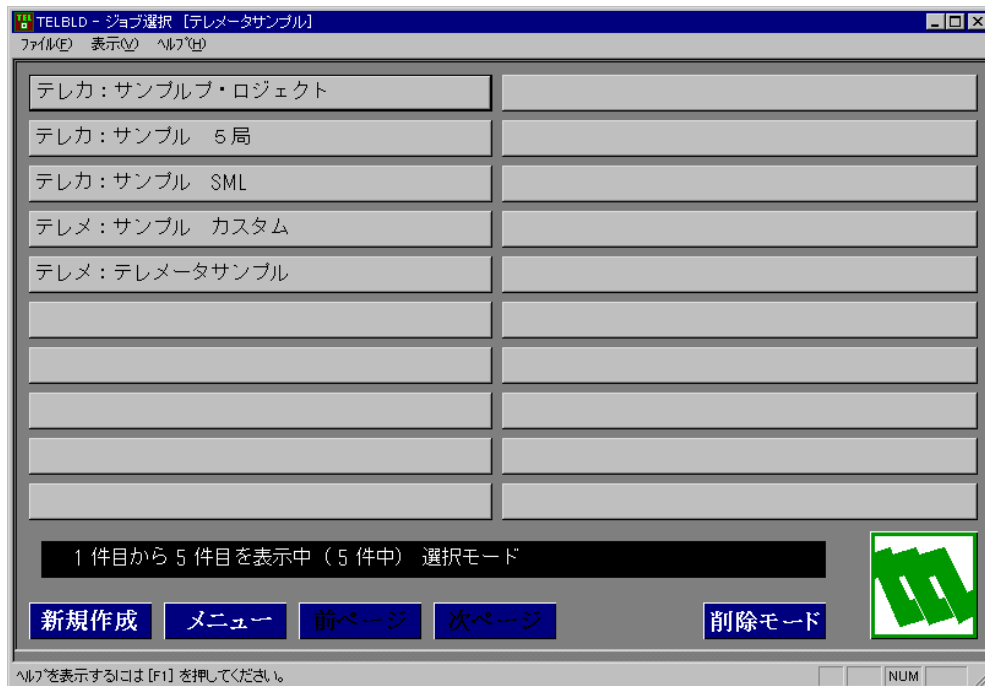 TELBLD - ジョブ選択 [テレメータサンプル]
ファイル(F) 表示(V) ヘルプ(H)
テレカ：サンプルプ・ロジェクト
テレカ：サンプル　５局
テレカ：サンプル　SML
テレメ：サンプル　カスタム
テレメ：テレメータサンプル
1 件目から 5 件目を表示中（ 5 件中） 選択モード
新規作成 メニュー 前ページ 次ページ 削除モード
ヘルプを表示するには [F1] を押してください。 NUM